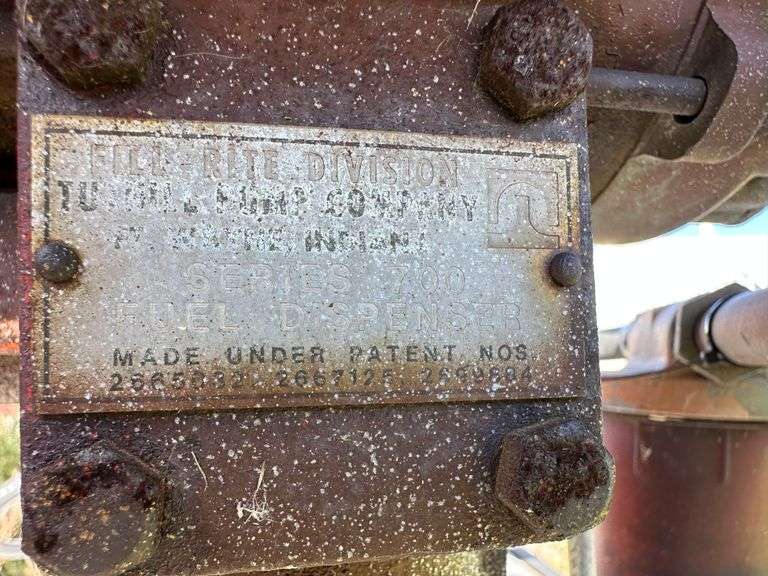 FILL-RITE DIVISION
TUTHILL PUMP COMPANY
FT. WAYNE, INDIANA
SERIES 700
FUEL DISPENSER
MADE UNDER PATENT NOS.